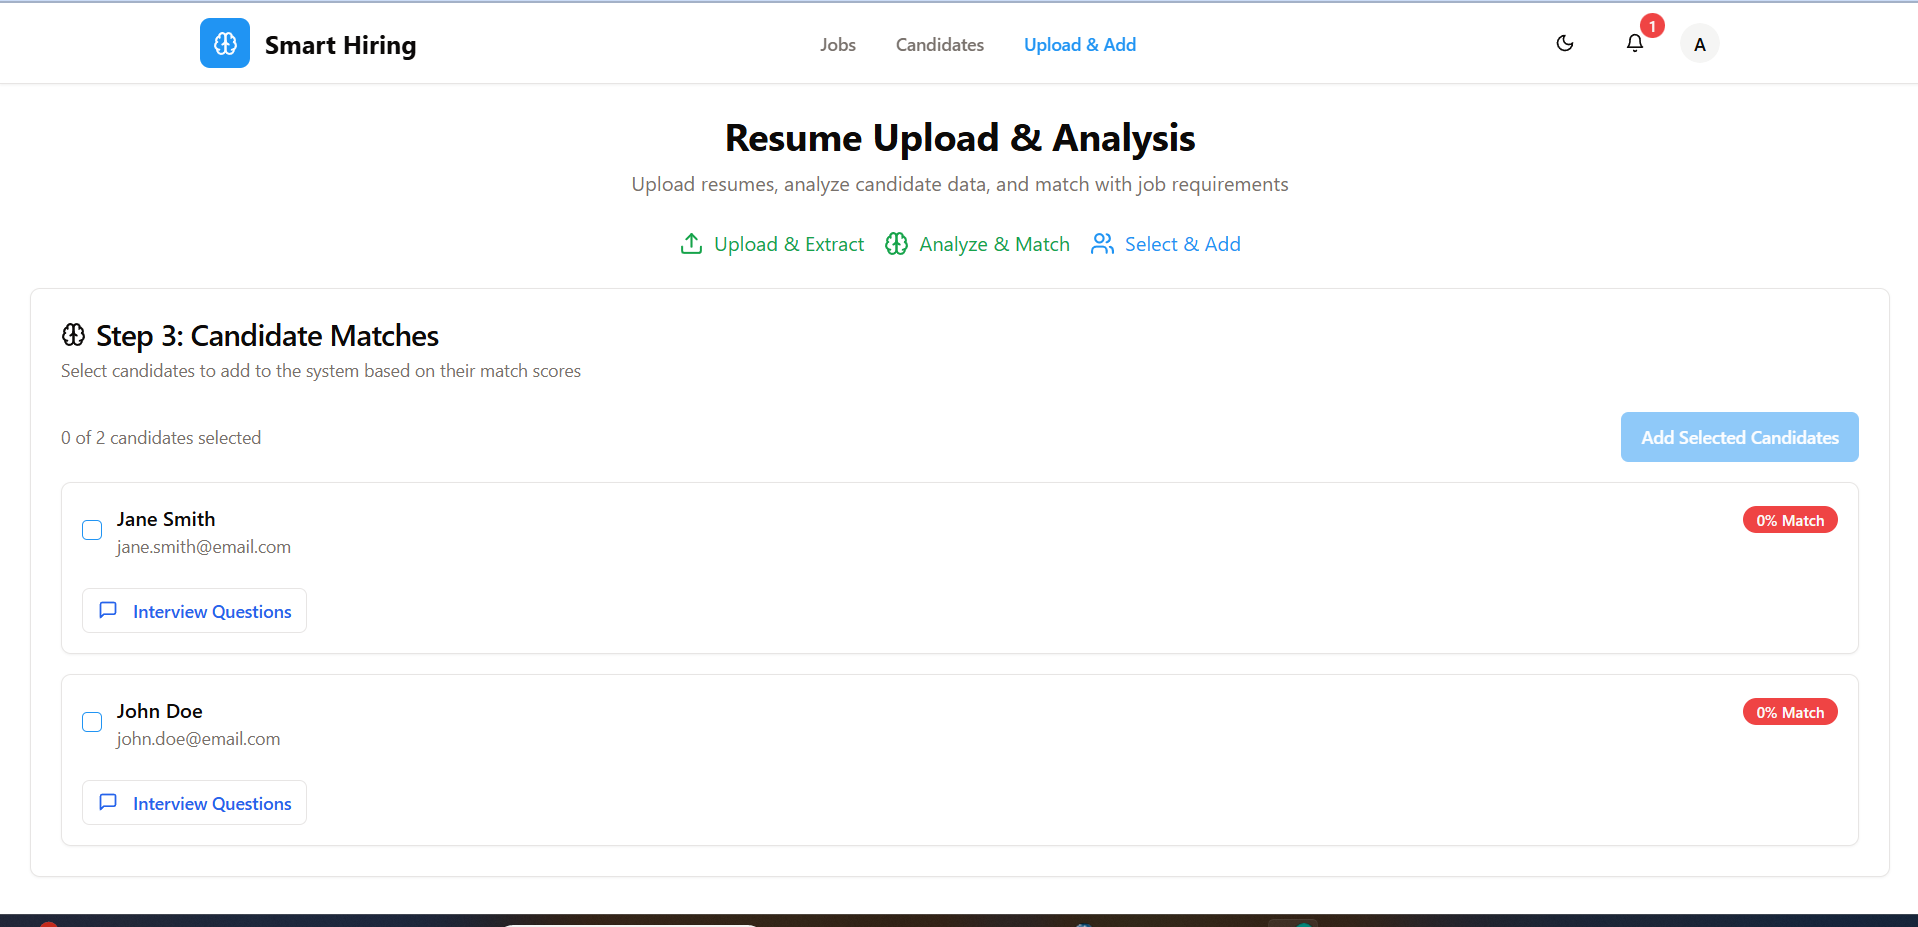 Smart Hiring
Jobs Candidates Upload & Add
1
A
Resume Upload & Analysis
Upload resumes, analyze candidate data, and match with job requirements
Upload & Extract Analyze & Match Select & Add
Step 3: Candidate Matches
Select candidates to add to the system based on their match scores
0 of 2 candidates selected
Add Selected Candidates
Jane Smith
0% Match
jane.smith@email.com
Interview Questions
John Doe
0% Match
john.doe@email.com
Interview Questions